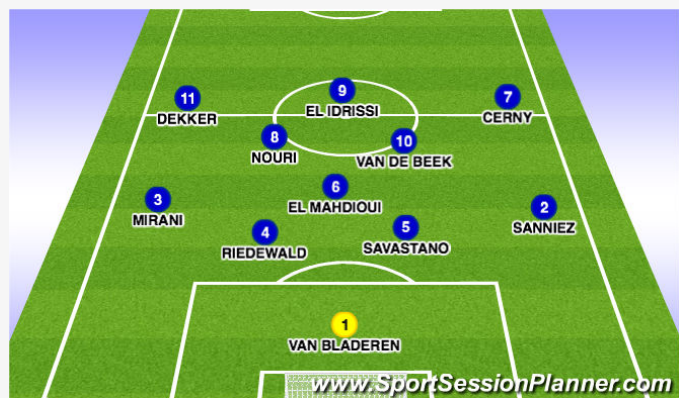 11
DEKKER
9
EL IDRISSI
7
CERNY
8
NOURI
10
VAN DE BEEK
6
EL MAHDIOUI
3
MIRANI
2
SANNIEZ
4
RIEDEWALD
5
SAVASTANO
1
VAN BLADEREN
www.SportSessionPlanner.com